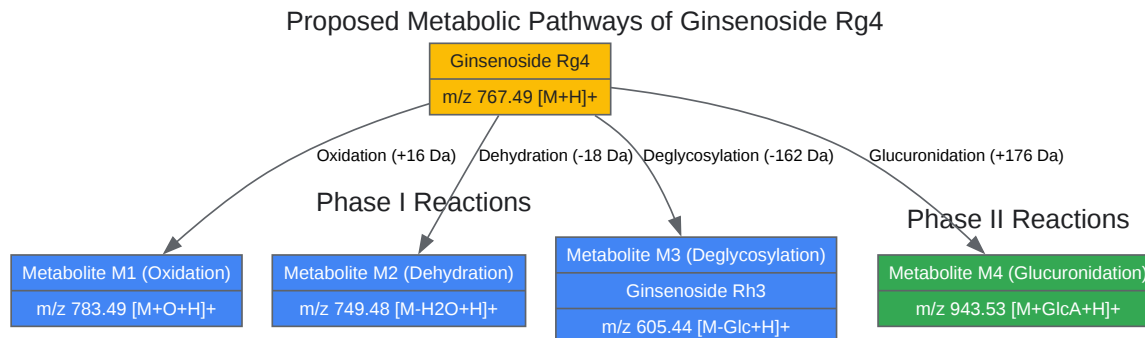 Proposed Metabolic Pathways of Ginsenoside Rg4
Ginsenoside Rg4
m/z 767.49 [M+H]+
Oxidation (+16 Da)
Dehydration (-18 Da)
Deglycosylation (-162 Da)
Glucuronidation (+176 Da)
Phase I Reactions
Phase II Reactions
Metabolite M1 (Oxidation)
m/z 783.49 [M+O+H]+
Metabolite M2 (Dehydration)
m/z 749.48 [M-H2O+H]+
Metabolite M3 (Deglycosylation)
Ginsenoside Rh3
m/z 605.44 [M-Glc+H]+
Metabolite M4 (Glucuronidation)
m/z 943.53 [M+GlcA+H]+